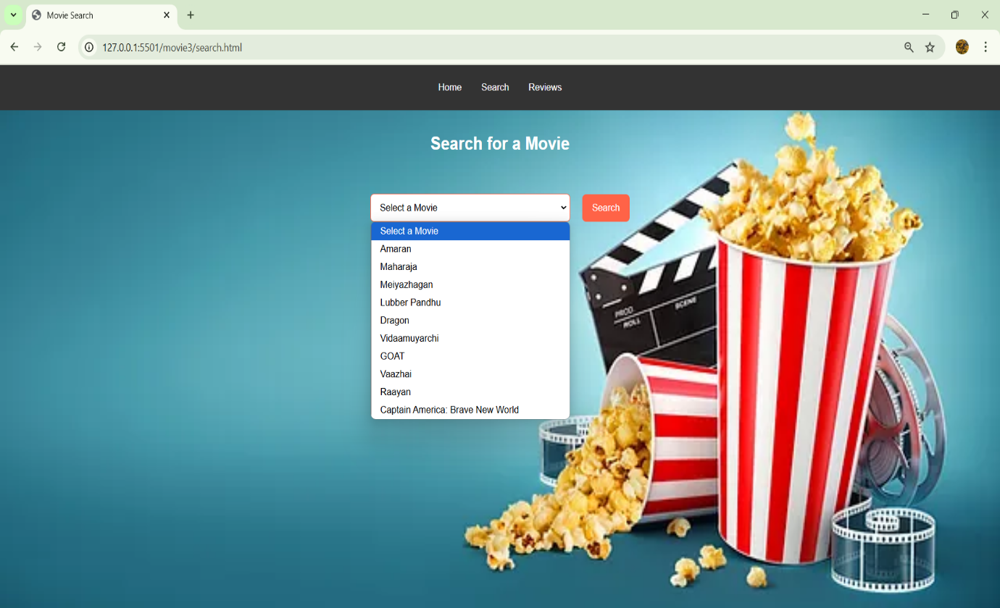 Movie Search
127.0.0.1:5501/movie3/search.html
Home Search Reviews
Search for a Movie
Select a Movie Search
Select a Movie
Amaran
Maharaja
Meiyazhagan
Lubber Pandhu
Dragon
Vidaamuyarchi
GOAT
Vaazhai
Raayan
Captain America: Brave New World
PROD.
SCENE
ROLL